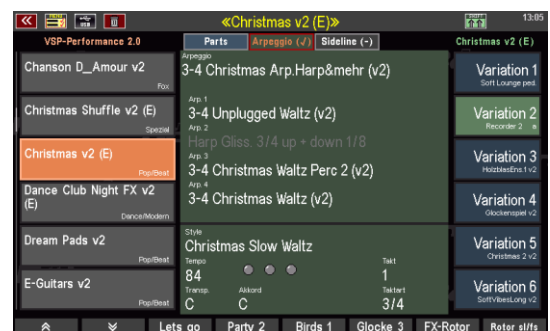 «Christmas v2 (E)»
13:05
VSP-Performance 2.0
Parts
Arpeggio (√)
Sideline (-)
Christmas v2 (E)
Chanson D_Amour v2
Fox
Christmas Shuffle v2 (E)
Spezial
Christmas v2 (E)
Pop/Beat
Dance Club Night FX v2
(E)
Dance/Modern
Dream Pads v2
Pop/Beat
E-Guitars v2
Pop/Beat
Arpeggio
3-4 Christmas Arp.Harp&mehr (v2)
Arp. 1
3-4 Unplugged Waltz (v2)
Arp. 2
Harp Gliss. 3/4 up + down 1/8
Arp. 3
3-4 Christmas Waltz Perc 2 (v2)
Arp. 4
3-4 Christmas Waltz (v2)
Style
Christmas Slow Waltz
Tempo
84
Takt
1
Transp.
C
Akkord
C
Taktart
3/4
Variation 1
Soft Lounge ped.
Variation 2
Recorder 2 a
Variation 3
HolzblesEns.1 v2
Variation 4
Glockenspiel v2
Variation 5
Christmas 2 v2
Variation 6
SoftVibesLong v2
Lets go
Party 2
Birds 1
Glocke 3
FX-Rotor
Rotor sl/fs